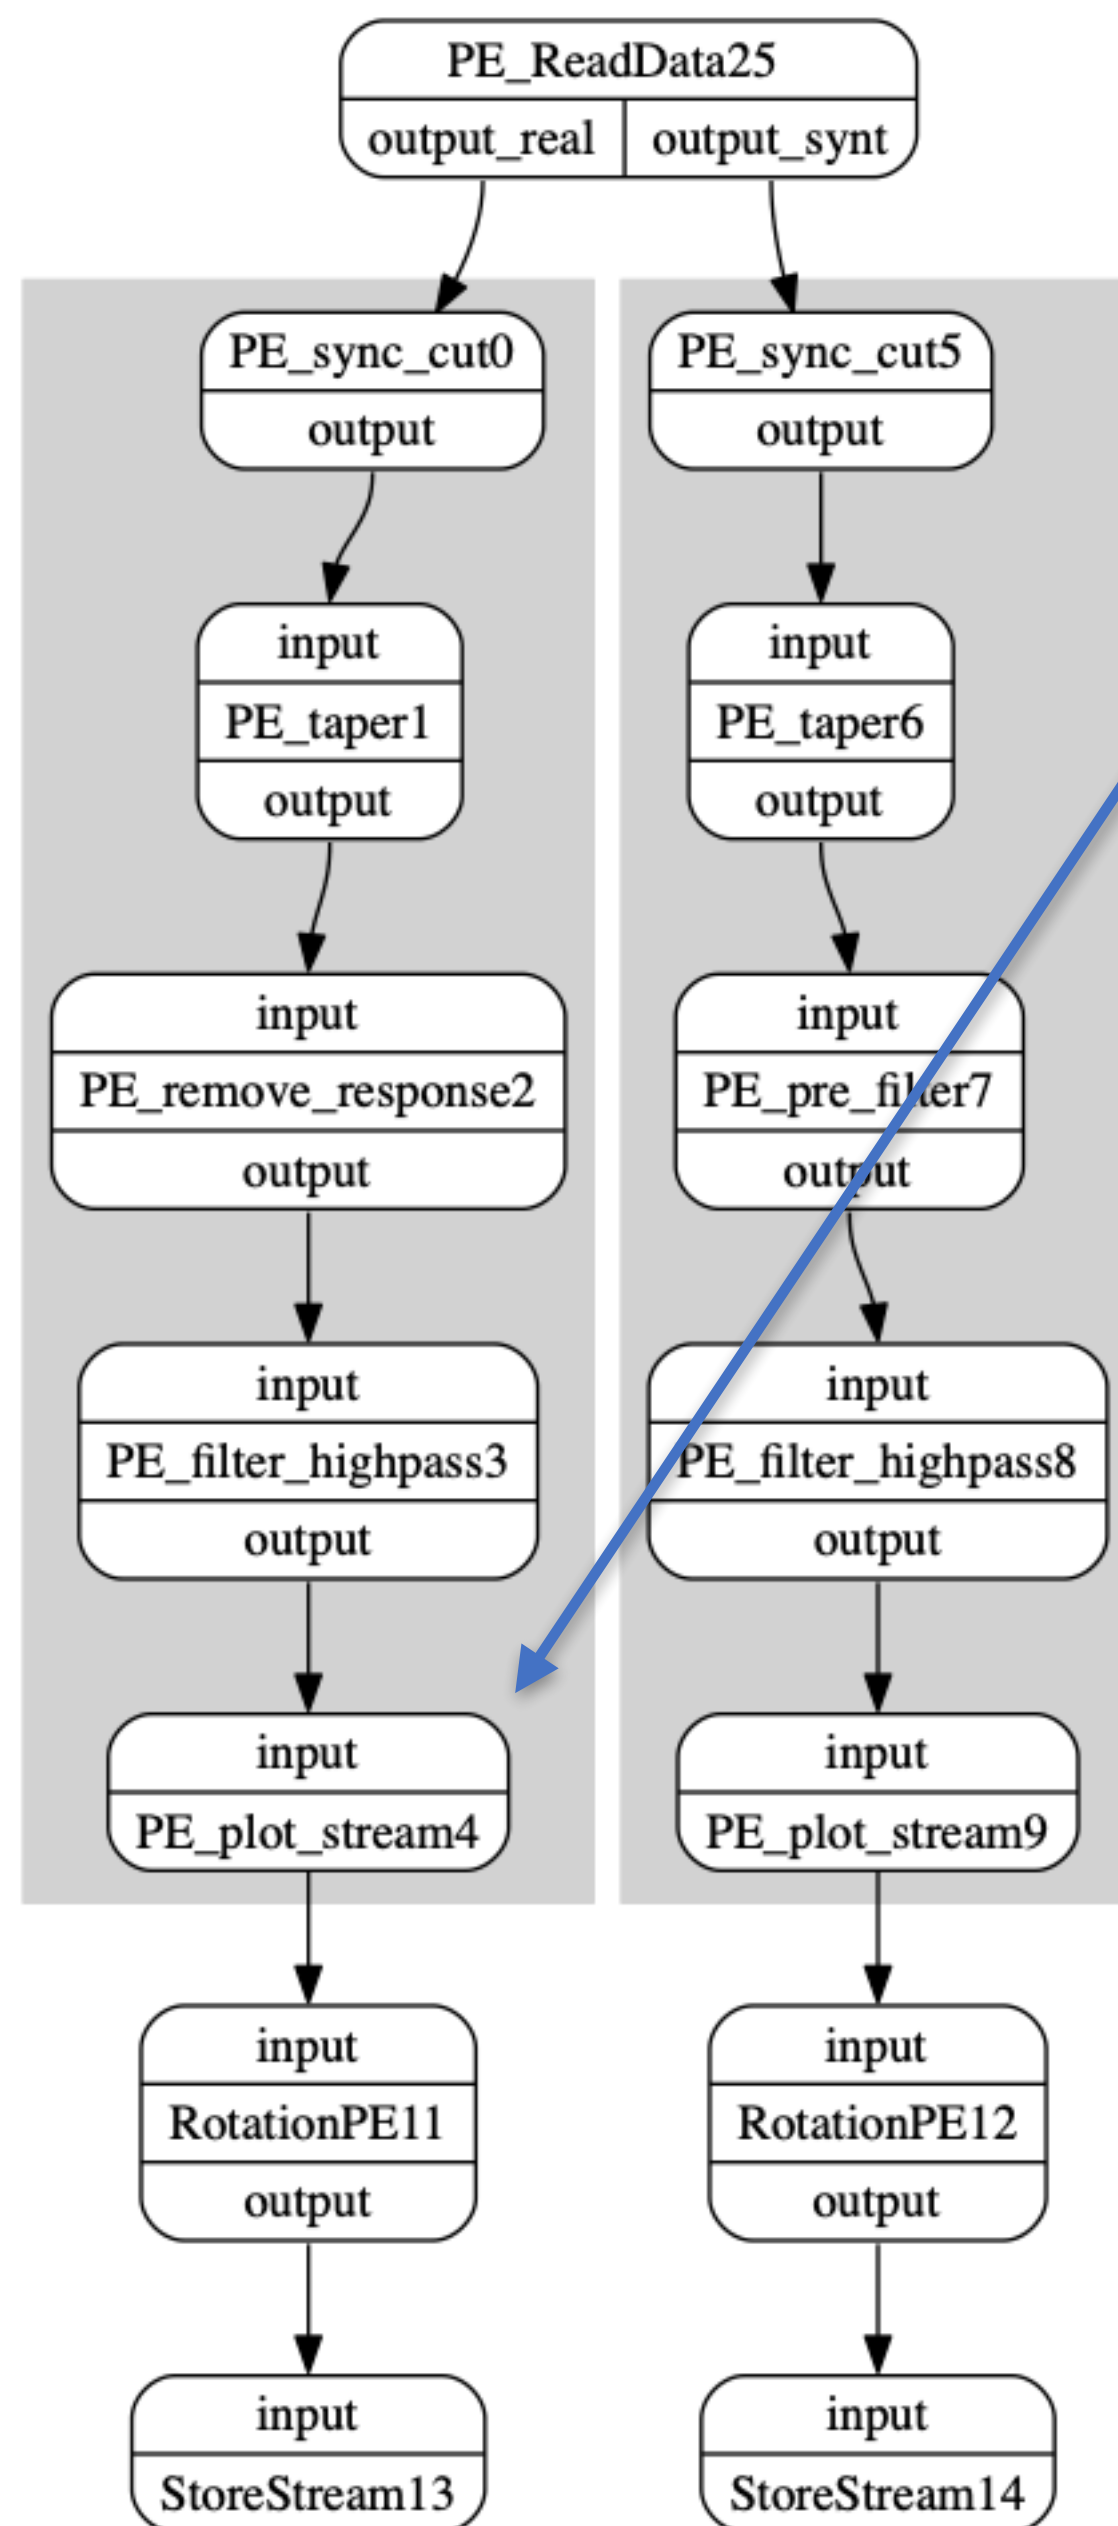 PE_ReadData25
output_real output_synt
PE_sync_cut0
output
input
PE_taper1
output
input
PE_remove_response2
output
input
PE_filter_highpass3
output
input
PE_plot_stream4
input
RotationPE11
output
input
StoreStream13
PE_sync_cut5
output
input
PE_taper6
output
input
PE_pre_filter7
output
input
PE_filter_highpass8
output
input
PE_plot_stream9
input
RotationPE12
output
input
StoreStream14